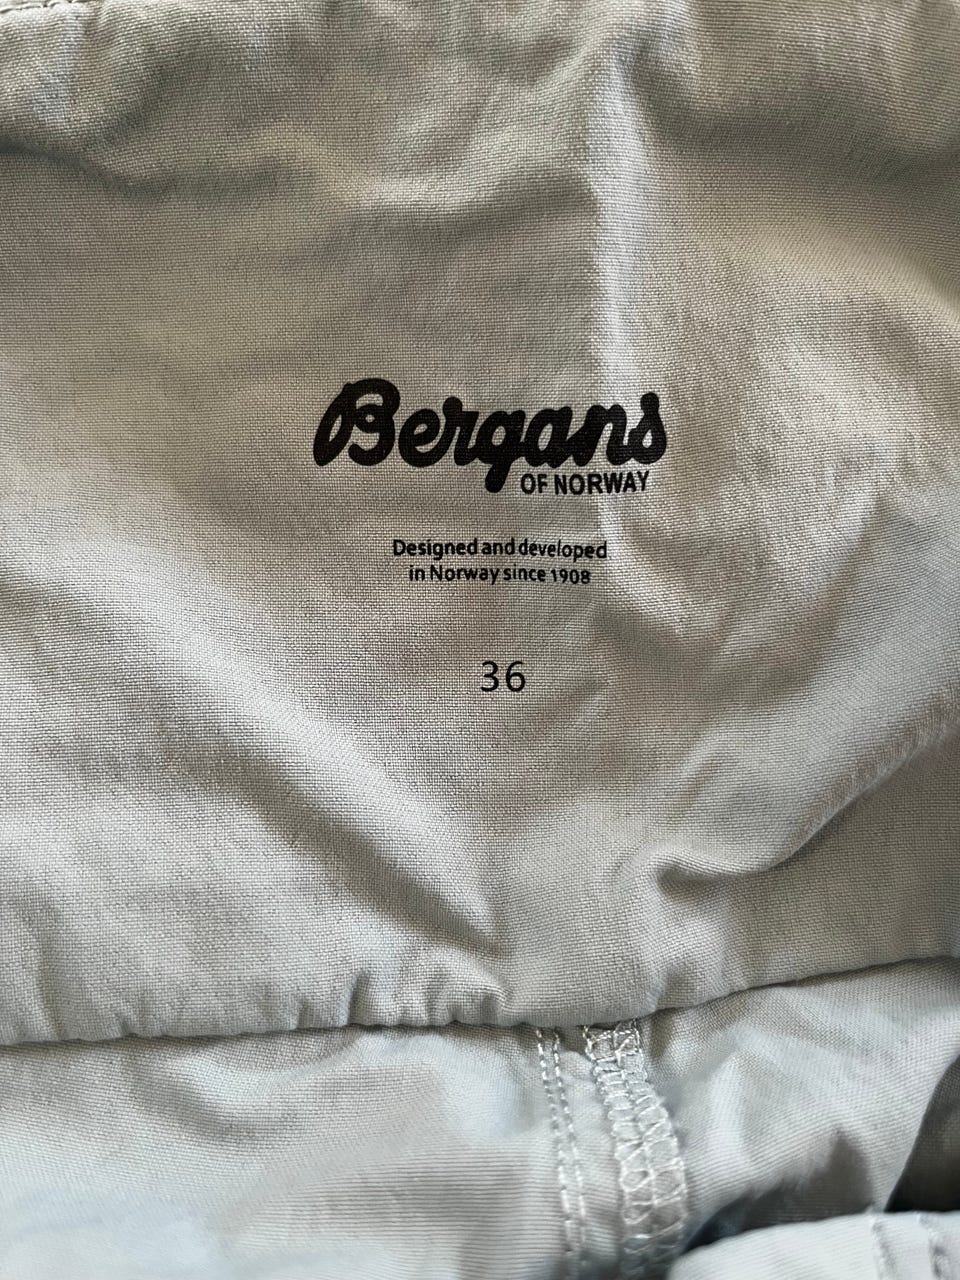 Bergans
OF NORWAY
Designed and developed
in Norway since 1908
36